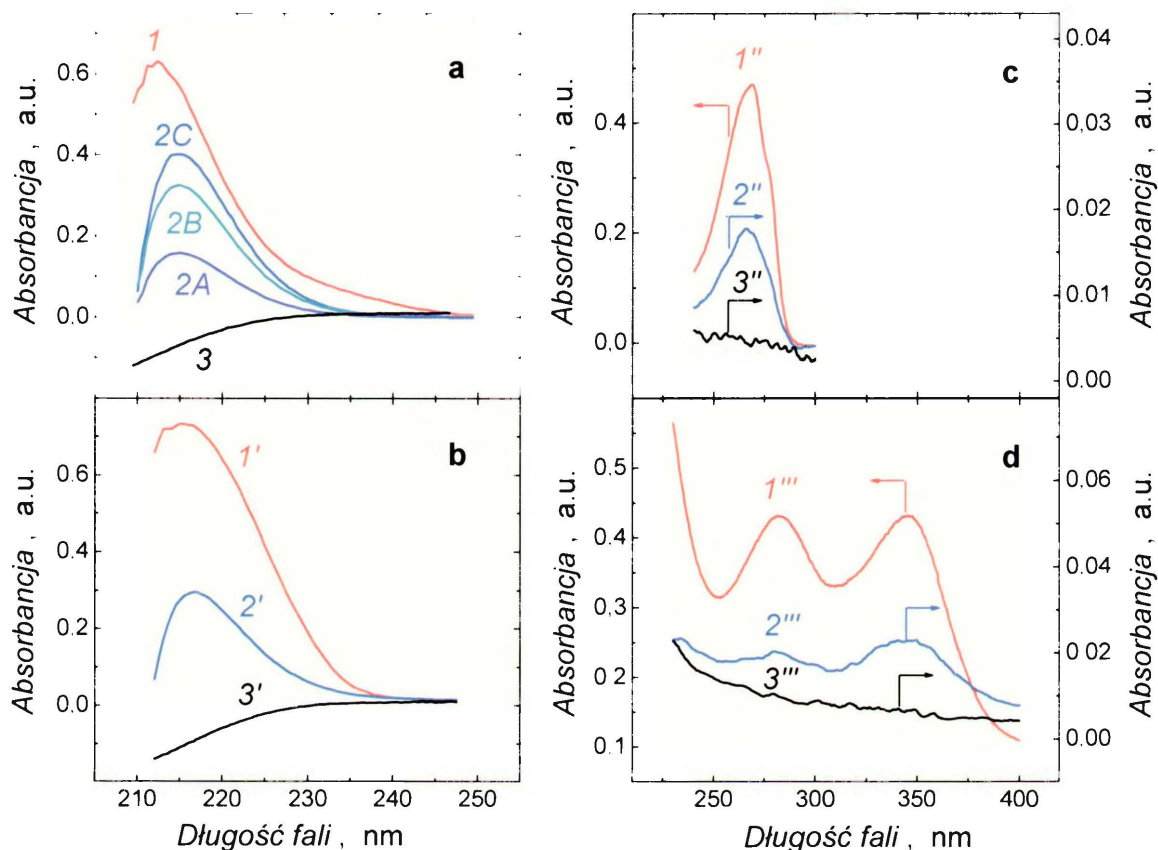 a
Absorbancja , a.u.
0.6
0.4
0.2
0.0
1
2C
2B
2A
3
b
Absorbancja , a.u.
0.6
0.4
0.2
0.0
1'
2'
3'
210 220 230 240 250
Długość fali , nm
c
Absorbancja , a.u.
0.4
0.2
0.0
1"
2"
3"
0.04
0.03
0.02
0.01
0.00
Absorbancja , a.u.
d
Absorbancja , a.u.
0.5
0.4
0.3
0.2
0.1
1'''
2'''
3'''
0.06
0.04
0.02
0.00
Absorbancja , a.u.
250 300 350 400
Długość fali , nm